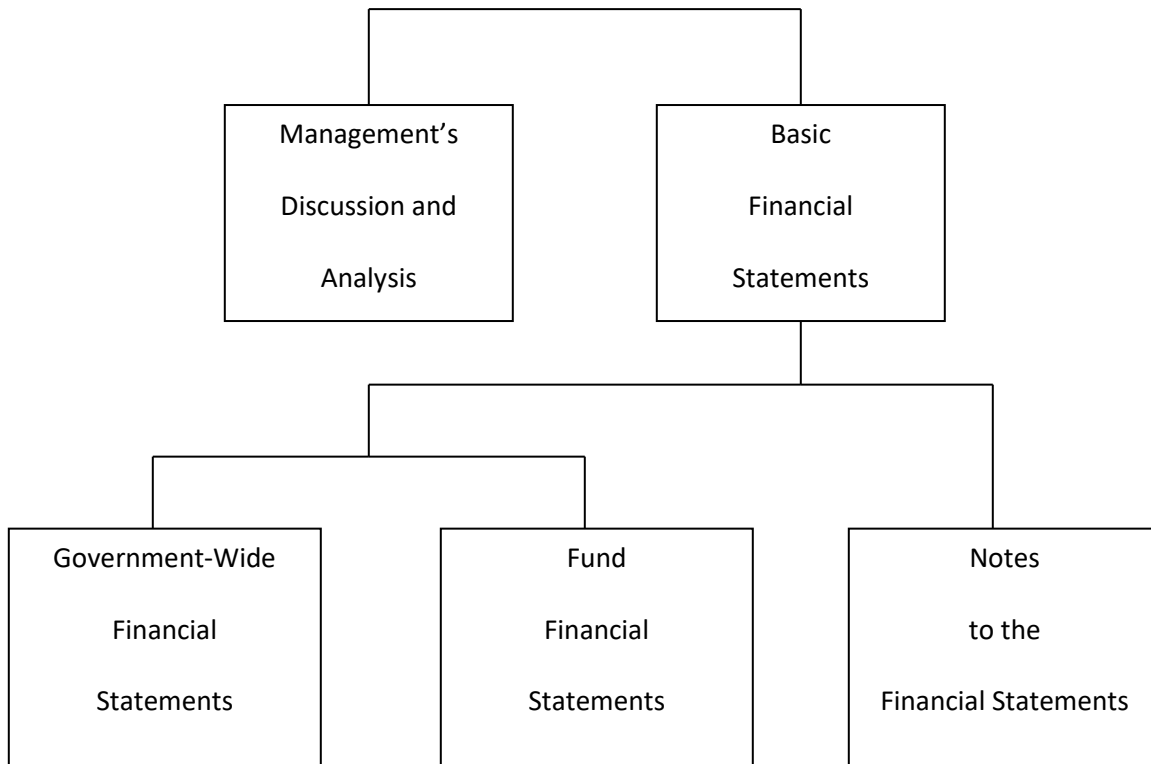 Management’s
Discussion and
Analysis
Basic
Financial
Statements
Government-Wide
Financial
Statements
Fund
Financial
Statements
Notes
to the
Financial Statements